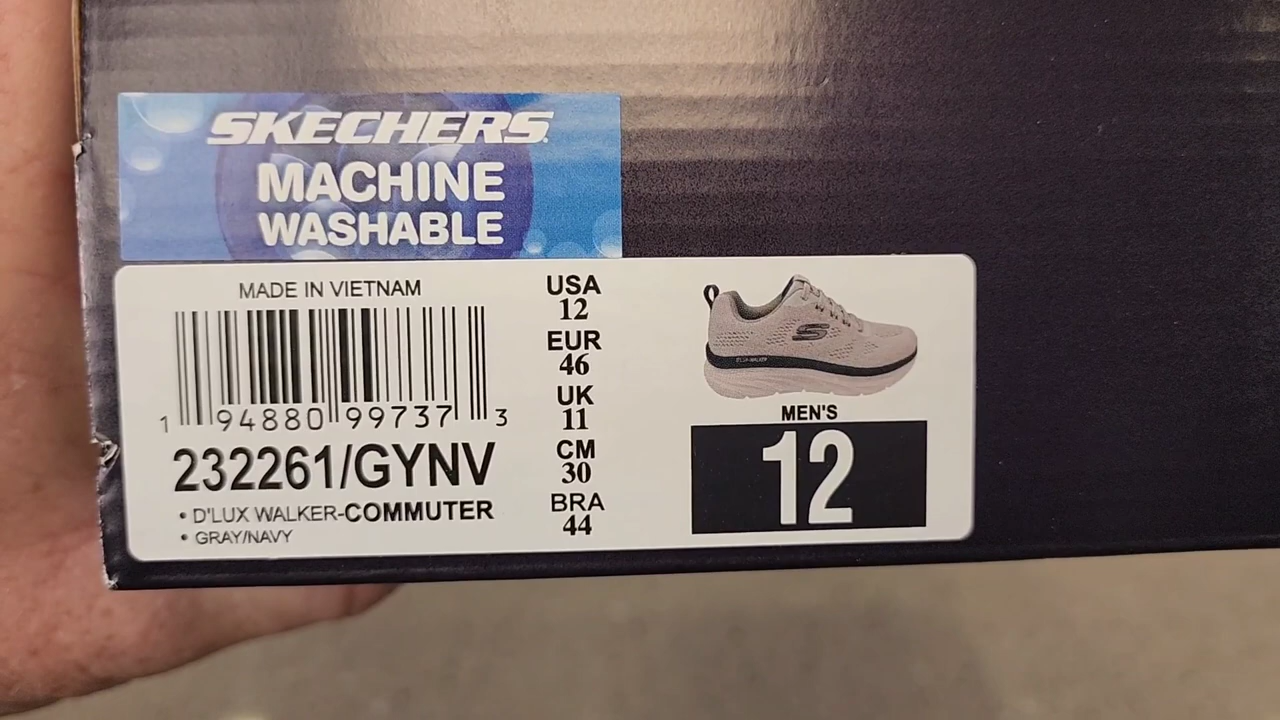 SKECHERS
MACHINE
WASHABLE
MADE IN VIETNAM
1 94880 99737 3
232261/GYNV
• D'LUX WALKER-COMMUTER
• GRAY/NAVY
USA
12
EUR
46
UK
11
CM
30
BRA
44
MEN'S
12